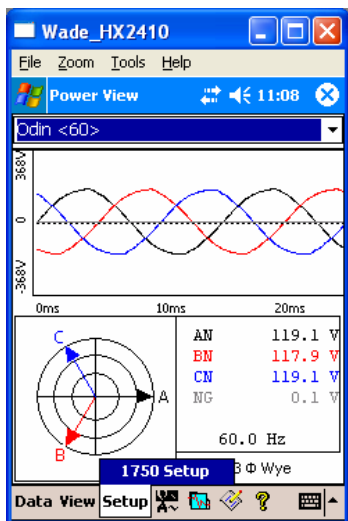 Wade_HX2410
File Zoom Tools Help
Power View 11:08
Odin <60>
368V
0
-368V
0ms 10ms 20ms
C
A
B
AN 119.1 V
BN 117.9 V
CN 119.1 V
NG 0.1 V
60.0 Hz
3 Φ Wye
1750 Setup
Data View Setup